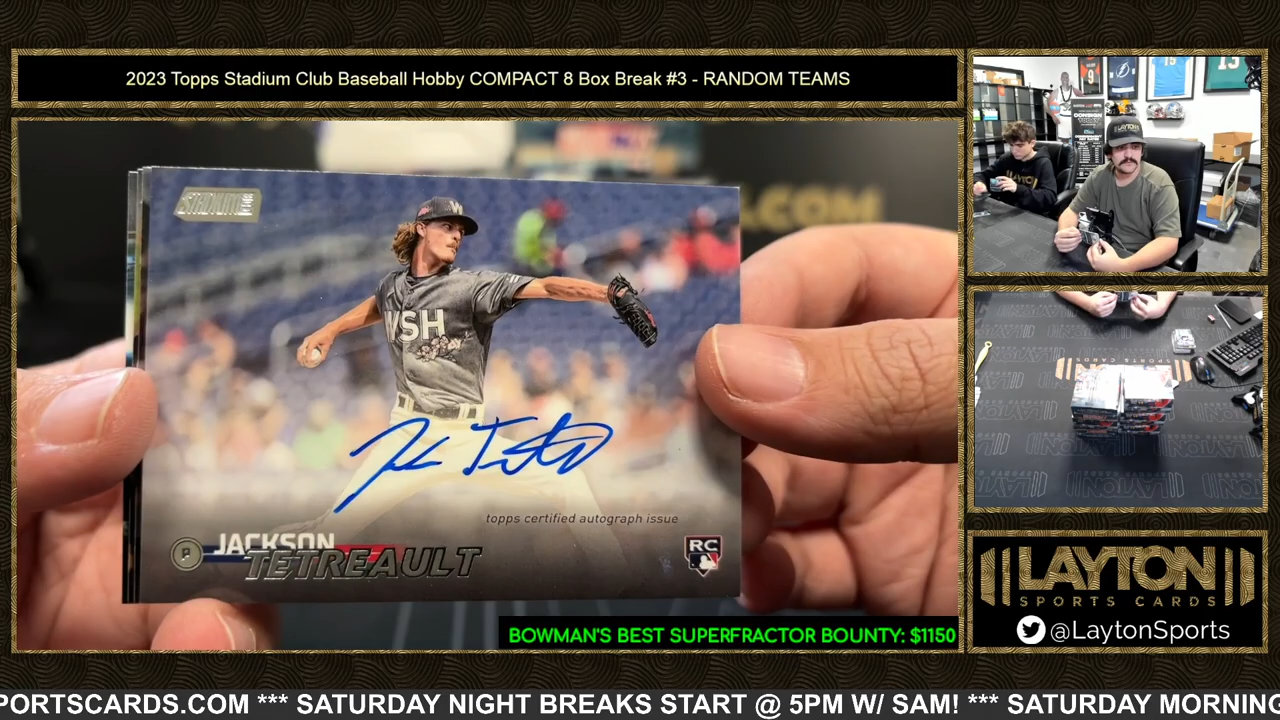 2023 Topps Stadium Club Baseball Hobby COMPACT 8 Box Break #3 - RANDOM TEAMS
STADIUM CLUB
WSH
topps certified autograph issue
P
JACKSON
TETREAULT
RC
.COM
BOWMAN'S BEST SUPERFRACTOR BOUNTY: $1150
LAYTON
SPORTS CARDS
@LaytonSports
PORTSCARDS.COM *** SATURDAY NIGHT BREAKS START @ 5PM W/ SAM! *** SATURDAY MORNING